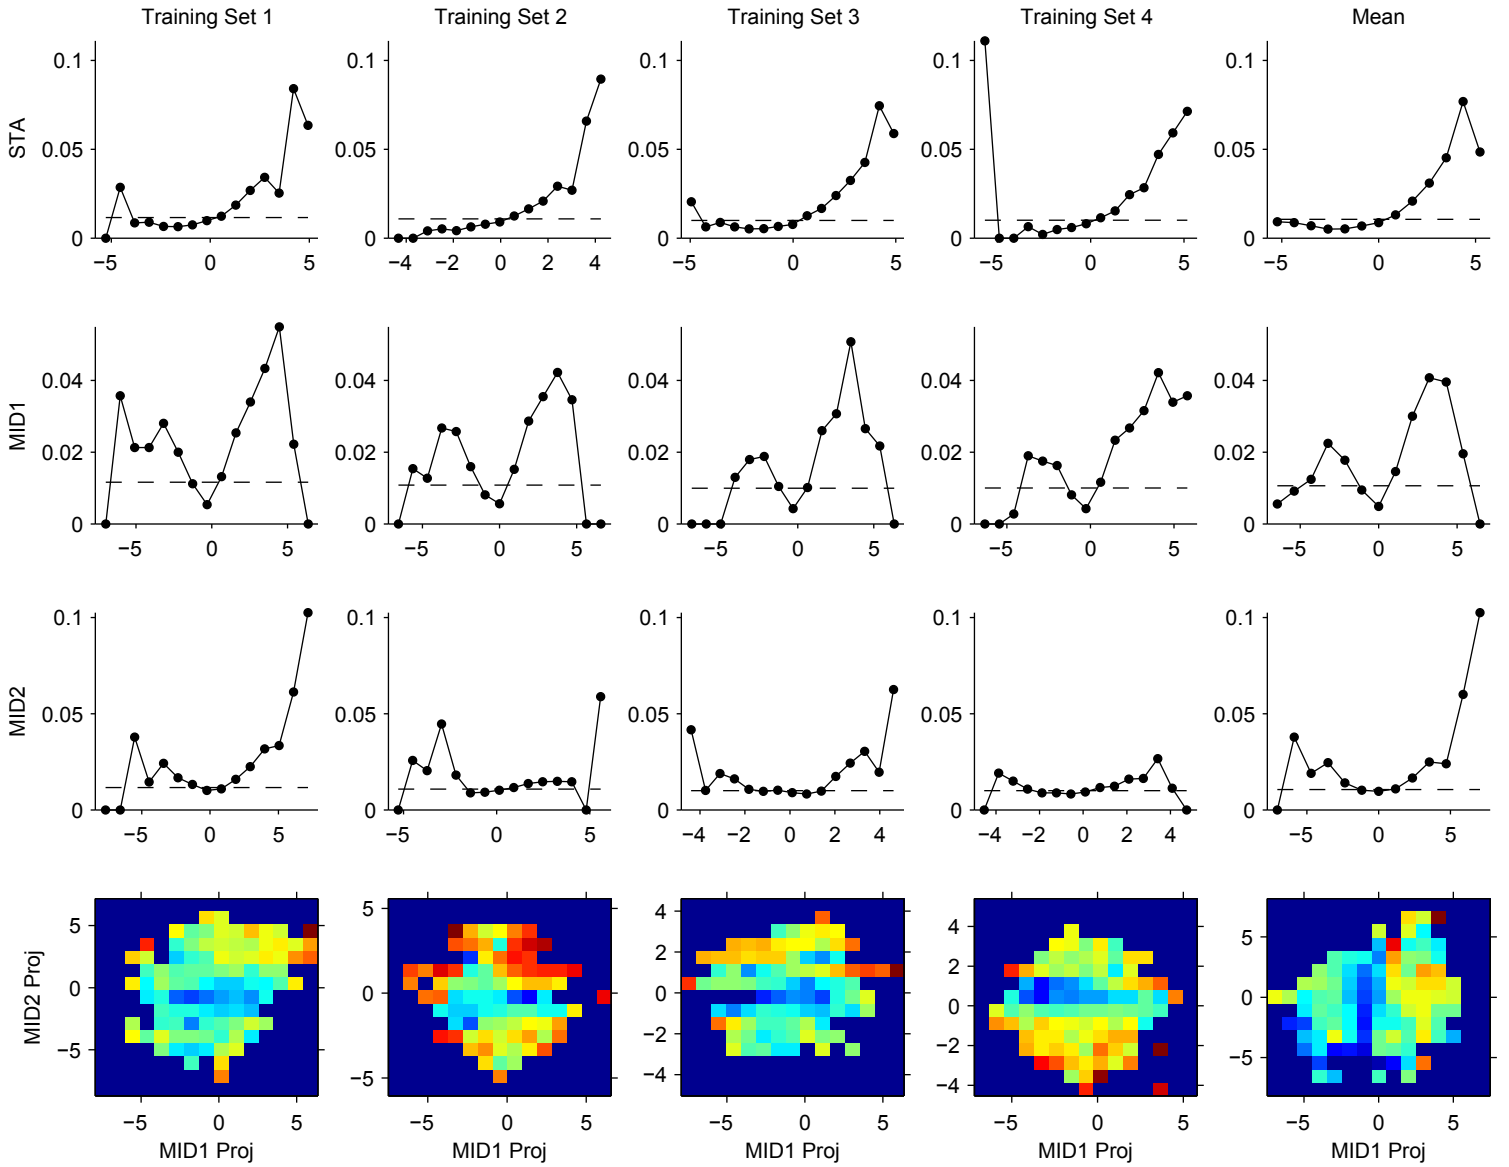 Training Set 1 Training Set 2 Training Set 3 Training Set 4 Mean
STA
0.1 0.1 0.1 0.1 0.1
0.05 0.05 0.05 0.05 0.05
0 0 0 0 0
−5 0 5 −4 −2 0 2 4 −5 0 5 −5 0 5 −5 0 5
MID1
0.04 0.04 0.04 0.04 0.04
0.02 0.02 0.02 0.02 0.02
0 0 0 0 0
−5 0 5 −5 0 5 −5 0 5 −5 0 5 −5 0 5
MID2
0.1 0.1 0.1 0.1 0.1
0.05 0.05 0.05 0.05 0.05
0 0 0 0 0
−5 0 5 −5 0 5 −4 −2 0 2 4 −4 −2 0 2 4 −5 0 5
MID2 Proj
5 5 4 4 5
2 2
0 0 0 0 0
−2 −2
−5 −5 −4 −4 −5
−5 0 5 −5 0 5 −5 0 5 −5 0 5 −5 0 5
MID1 Proj MID1 Proj MID1 Proj MID1 Proj MID1 Proj